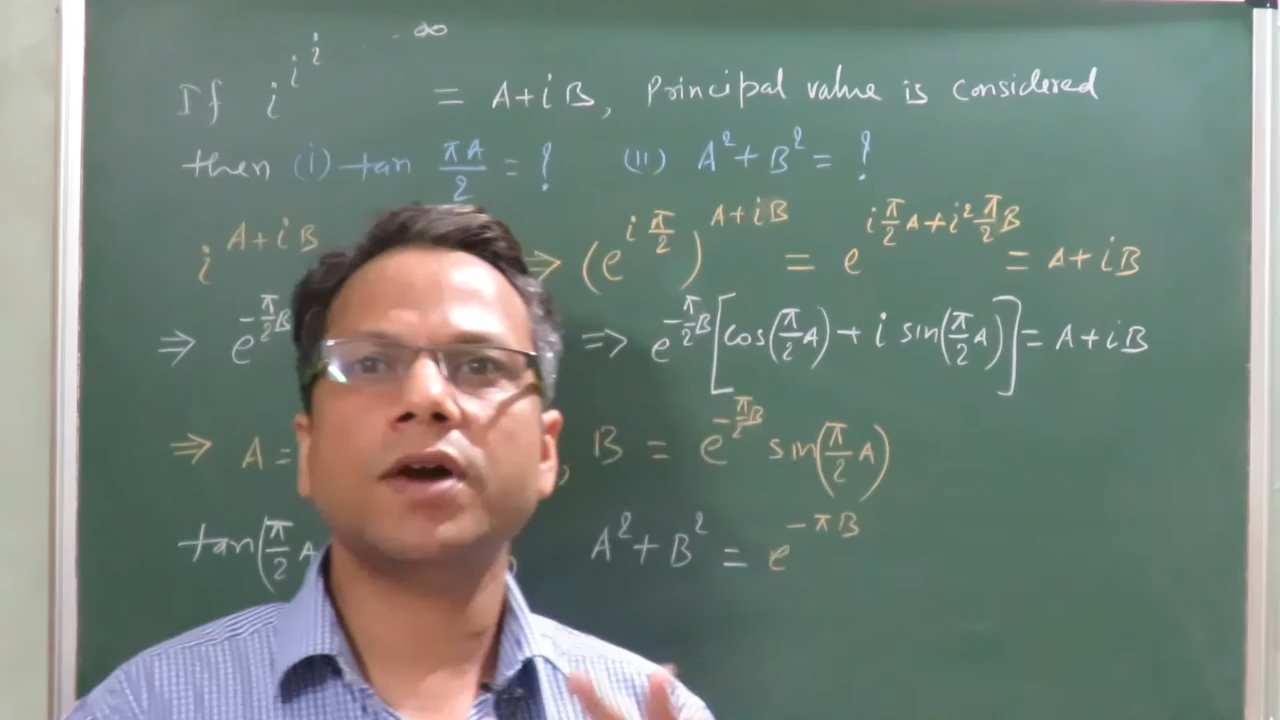 If i^i^i^...∞ = A+iB, Principal value is considered
then (i) tan πA/2 = ? (ii) A²+B² = ?
i^(A+iB) ⇒ (e^(iπ/2))^(A+iB) = e^(iπ/2 A+i²π/2 B) = A+iB
⇒ e^(-π/2 B) ⇒ e^(-π/2 B)[cos(π/2 A)+ i sin(π/2 A)] = A+iB
⇒ A = , B = e^(-π/2 B) sin(π/2 A)
tan(π/2 A A²+B² = e^(-πB)